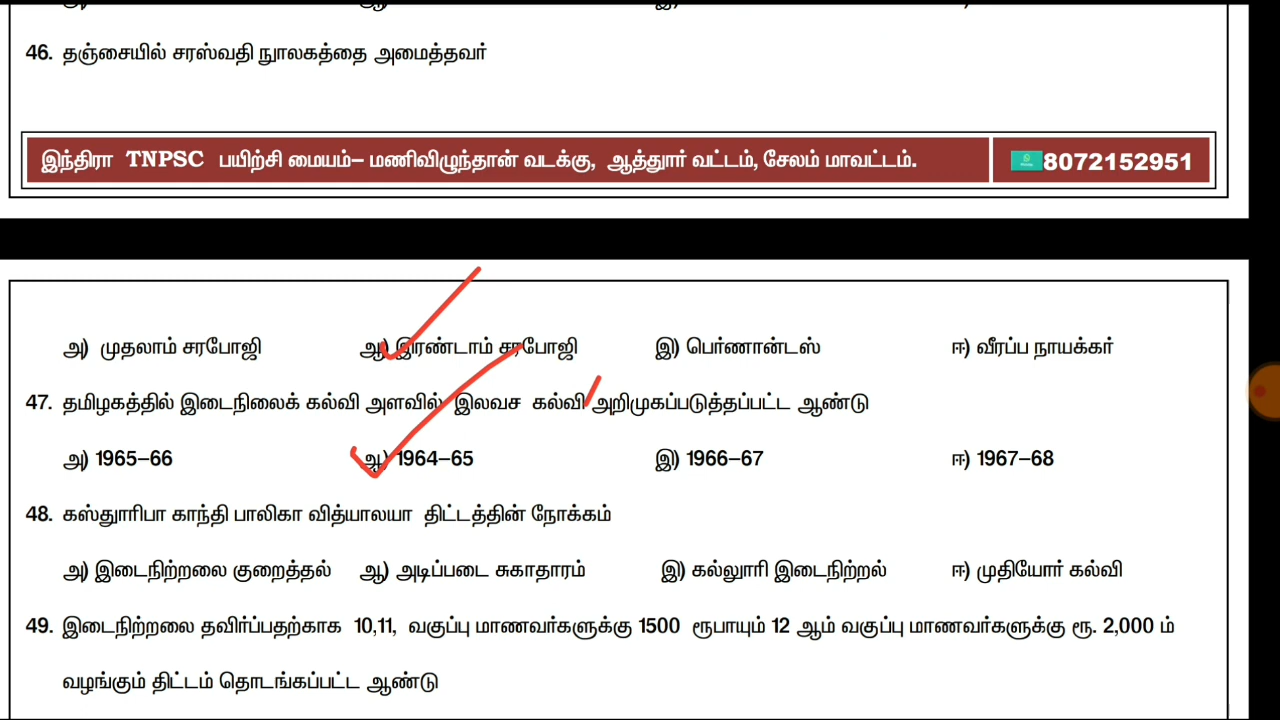 46. தஞ்சையில் சரஸ்வதி நூலகத்தை அமைத்தவர்
இந்திரா TNPSC பயிற்சி மையம்– மணிவிழுந்தான் வடக்கு, ஆத்தூர் வட்டம், சேலம் மாவட்டம். 8072152951
அ) முதலாம் சரபோஜி ஆ) இரண்டாம் சரபோஜி இ) பெர்ணான்டஸ் ஈ) வீரப்ப நாயக்கர்
47. தமிழகத்தில் இடைநிலைக் கல்வி அளவில் இலவச கல்வி அறிமுகப்படுத்தப்பட்ட ஆண்டு
அ) 1965–66 ஆ) 1964–65 இ) 1966–67 ஈ) 1967–68
48. கஸ்தூரிபா காந்தி பாலிகா வித்யாலயா திட்டத்தின் நோக்கம்
அ) இடைநிற்றலை குறைத்தல் ஆ) அடிப்படை சுகாதாரம் இ) கல்லூரி இடைநிற்றல் ஈ) முதியோர் கல்வி
49. இடைநிற்றலை தவிர்ப்பதற்காக 10,11, வகுப்பு மாணவர்களுக்கு 1500 ரூபாயும் 12 ஆம் வகுப்பு மாணவர்களுக்கு ரூ. 2,000 ம்
வழங்கும் திட்டம் தொடங்கப்பட்ட ஆண்டு